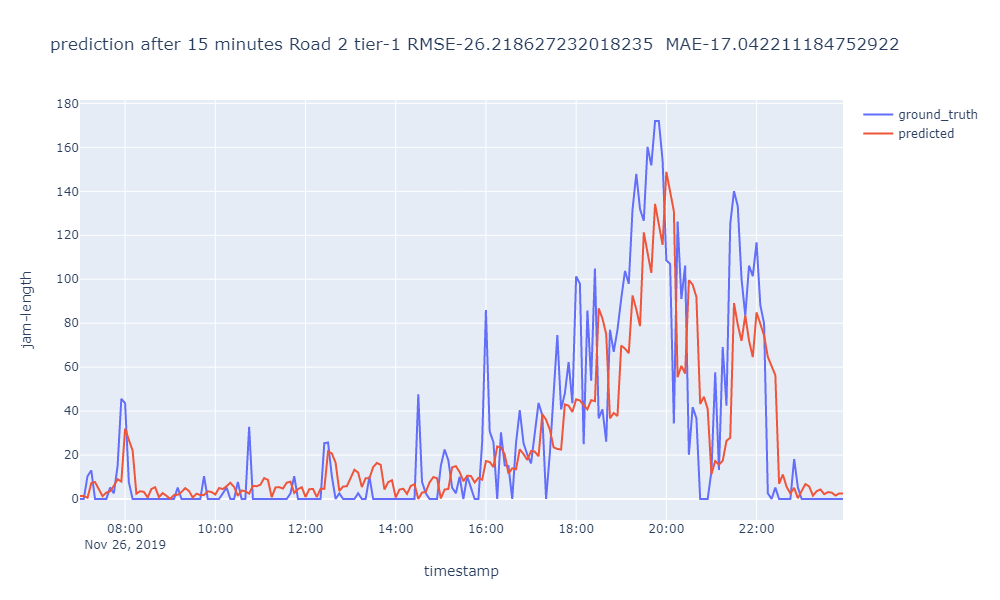 prediction after 15 minutes Road 2 tier-1 RMSE-26.218627232018235  MAE-17.042211184752922
ground_truth
predicted
180
160
140
120
100
80
60
40
20
0
jam-length
08:00 10:00 12:00 14:00 16:00 18:00 20:00 22:00
Nov 26, 2019
timestamp